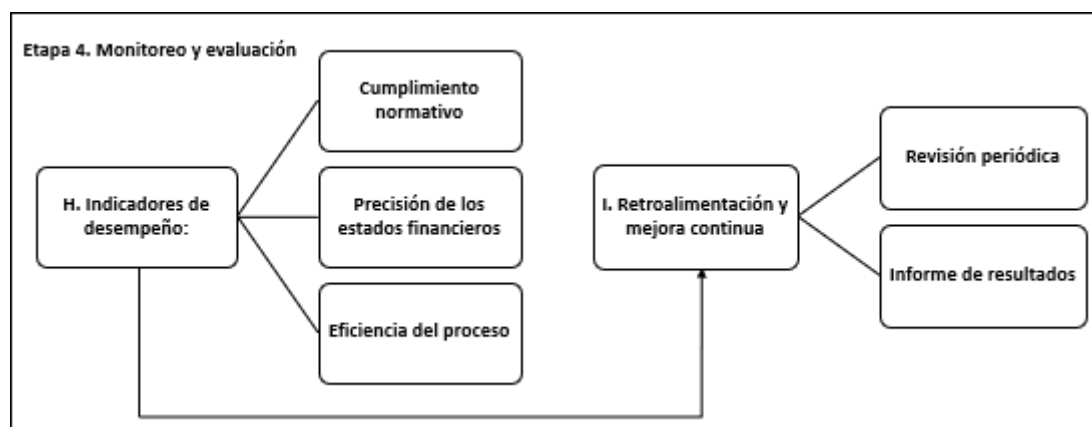 Etapa 4. Monitoreo y evaluación
Cumplimiento
normativo
H. Indicadores de
desempeño:
Precisión de los
estados financieros
Eficiencia del proceso
I. Retroalimentación y
mejora continua
Revisión periódica
Informe de resultados